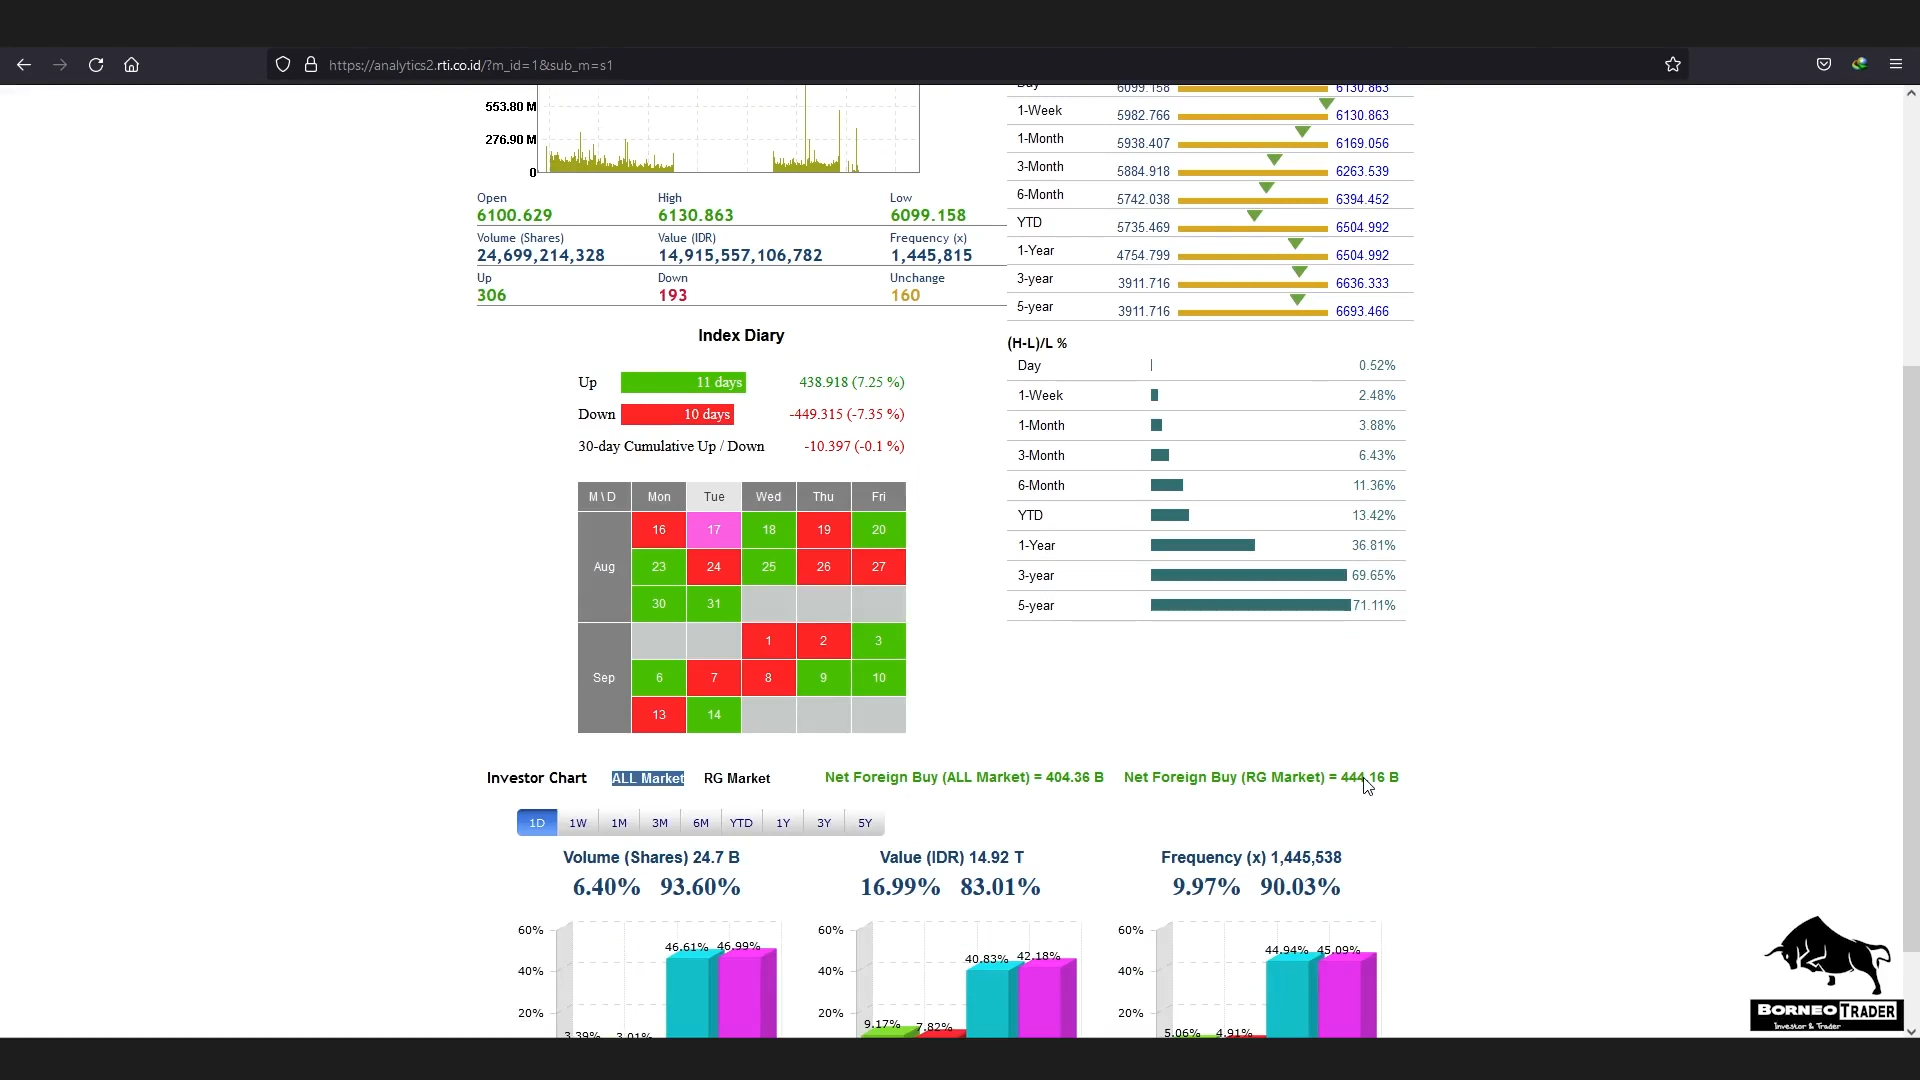 https://analytics2.rti.co.id/?m_id=1&sub_m=s1
553.80 M
276.90 M
0
Open High Low
6100.629 6130.863 6099.158
Volume (Shares) Value (IDR) Frequency (x)
24,699,214,328 14,915,557,106,782 1,445,815
Up Down Unchange
306 193 160
Day 6099.158 6130.863
1-Week 5982.766 6130.863
1-Month 5938.407 6169.056
3-Month 5884.918 6263.539
6-Month 5742.038 6394.452
YTD 5735.469 6504.992
1-Year 4754.799 6504.992
3-year 3911.716 6636.333
5-year 3911.716 6693.466
Index Diary
Up 11 days 438.918 (7.25 %)
Down 10 days -449.315 (-7.35 %)
30-day Cumulative Up / Down -10.397 (-0.1 %)
(H-L)/L %
Day 0.52%
1-Week 2.48%
1-Month 3.88%
3-Month 6.43%
6-Month 11.36%
YTD 13.42%
1-Year 36.81%
3-year 69.65%
5-year 71.11%
M \ D Mon Tue Wed Thu Fri
16 17 18 19 20
Aug 23 24 25 26 27
30 31
1 2 3
Sep 6 7 8 9 10
13 14
Investor Chart ALL Market RG Market Net Foreign Buy (ALL Market) = 404.36 B Net Foreign Buy (RG Market) = 444.16 B
1D 1W 1M 3M 6M YTD 1Y 3Y 5Y
Volume (Shares) 24.7 B Value (IDR) 14.92 T Frequency (x) 1,445,538
6.40% 93.60% 16.99% 83.01% 9.97% 90.03%
60% 60% 60%
46.61% 46.99% 40.83% 42.18% 44.94% 45.09%
40% 40% 40%
20% 20% 20%
3.39% 3.01% 9.17% 7.82% 5.06% 4.91%
BORNEO TRADER
Investor & Trader